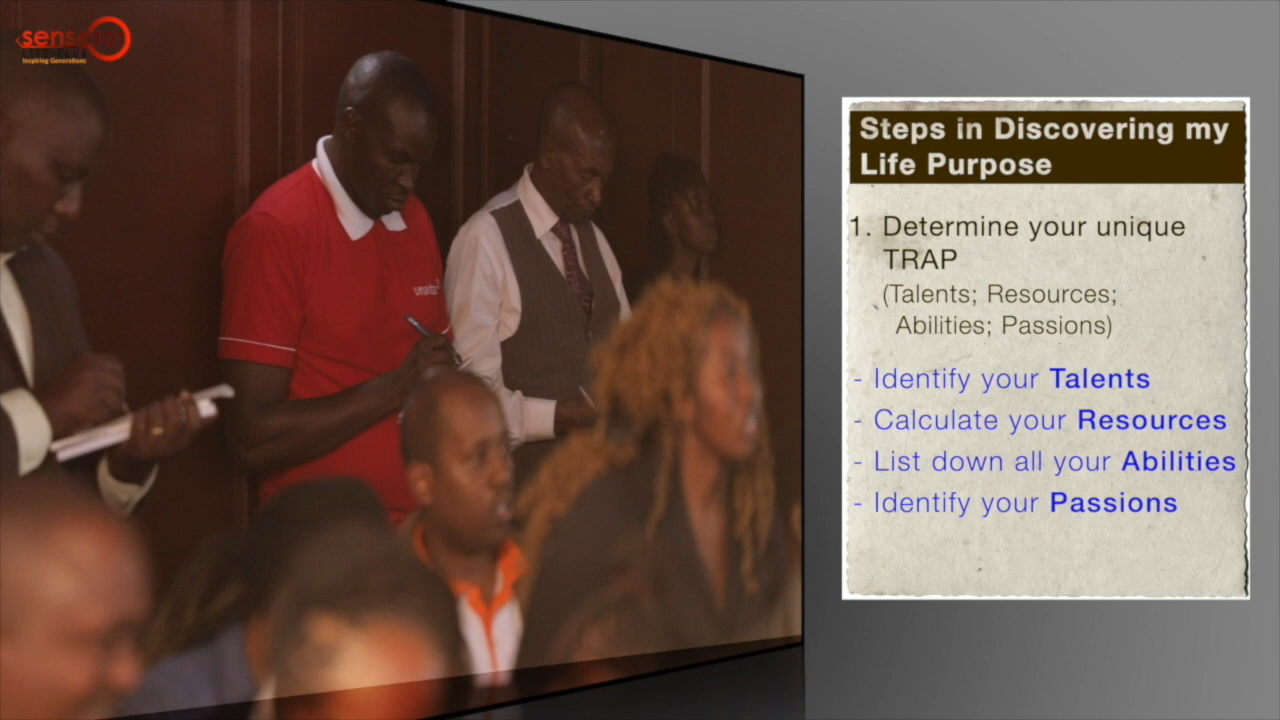 Inspiring Generations
Steps in Discovering my
Life Purpose
1. Determine your unique
TRAP
(Talents; Resources;
Abilities; Passions)
- Identify your Talents
- Calculate your Resources
- List down all your Abilities
- Identify your Passions